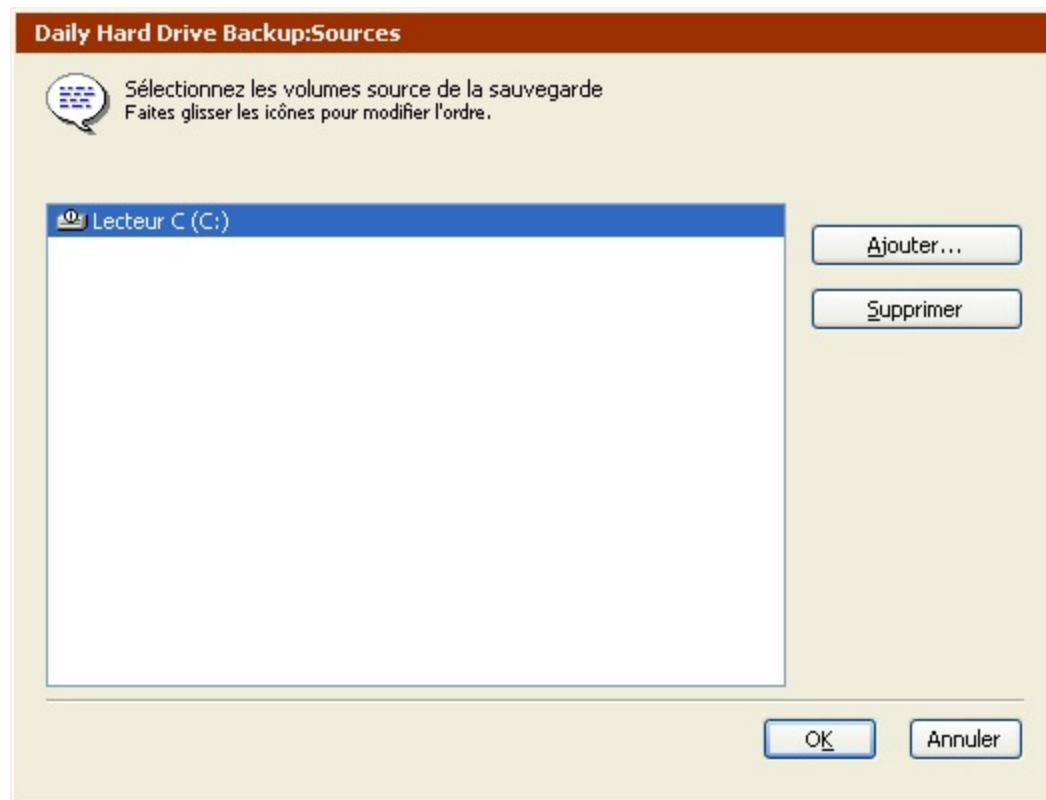 Daily Hard Drive Backup:Sources
Sélectionnez les volumes source de la sauvegarde
Faites glisser les icônes pour modifier l'ordre.
Lecteur C (C:)
Ajouter...
Supprimer
OK
Annuler